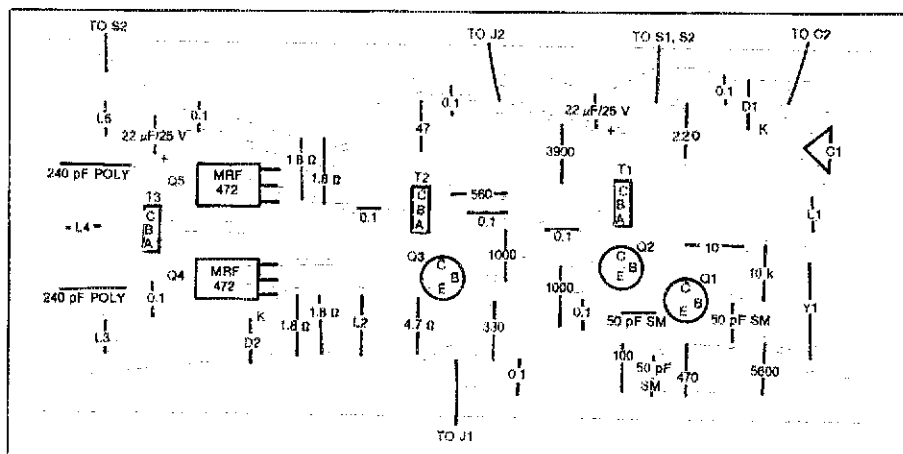 TO S2
TO J2
TO S1, S2
TO C2
L5
22 µF/25 V
+
0.1
47
0.1
22 µF/25 V
+
3900
220
0.1
D1
K
C1
240 pF POLY
Q5
MRF
472
1.8 Ω
1.8 Ω
T2
C
B
A
560
T1
C
B
A
L1
T3
C
B
A
L4
0.1
0.1
0.1
Q4
MRF
472
Q3
C
B
E
1000
Q2
C
B
E
10
10 k
Q1
C
B
E
240 pF POLY
0.1
K
D2
L3
1.8 Ω
1.8 Ω
L2
4.7 Ω
330
1000
0.1
50 pF SM
50 pF SM
Y1
0.1
100
50 pF
SM
470
5600
TO J1